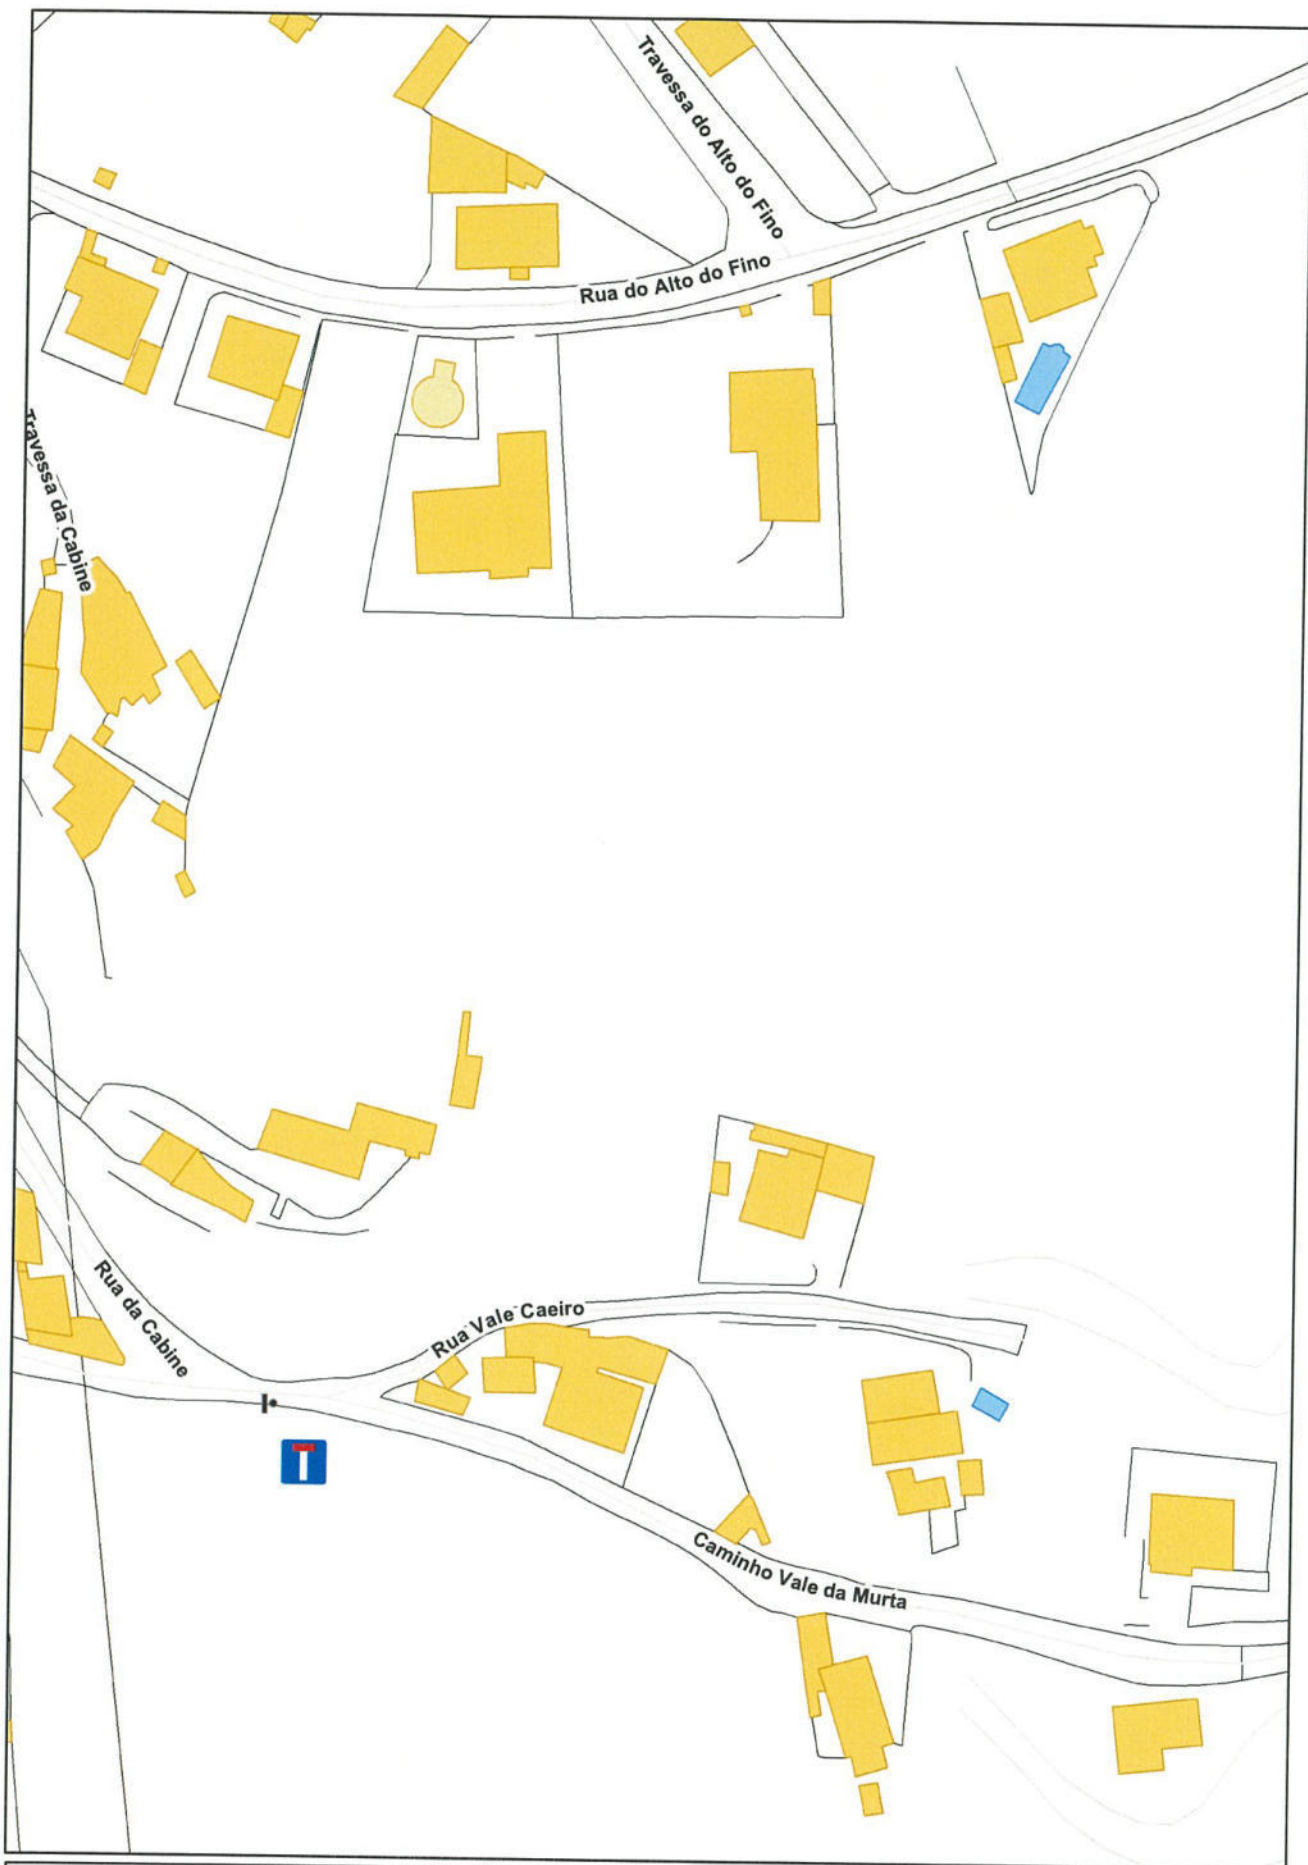 Travessa do Alto do Fino
Rua do Alto do Fino
Travessa da Cabine
Rua da Cabine
Rua Vale Caeiro
Caminho Vale da Murta